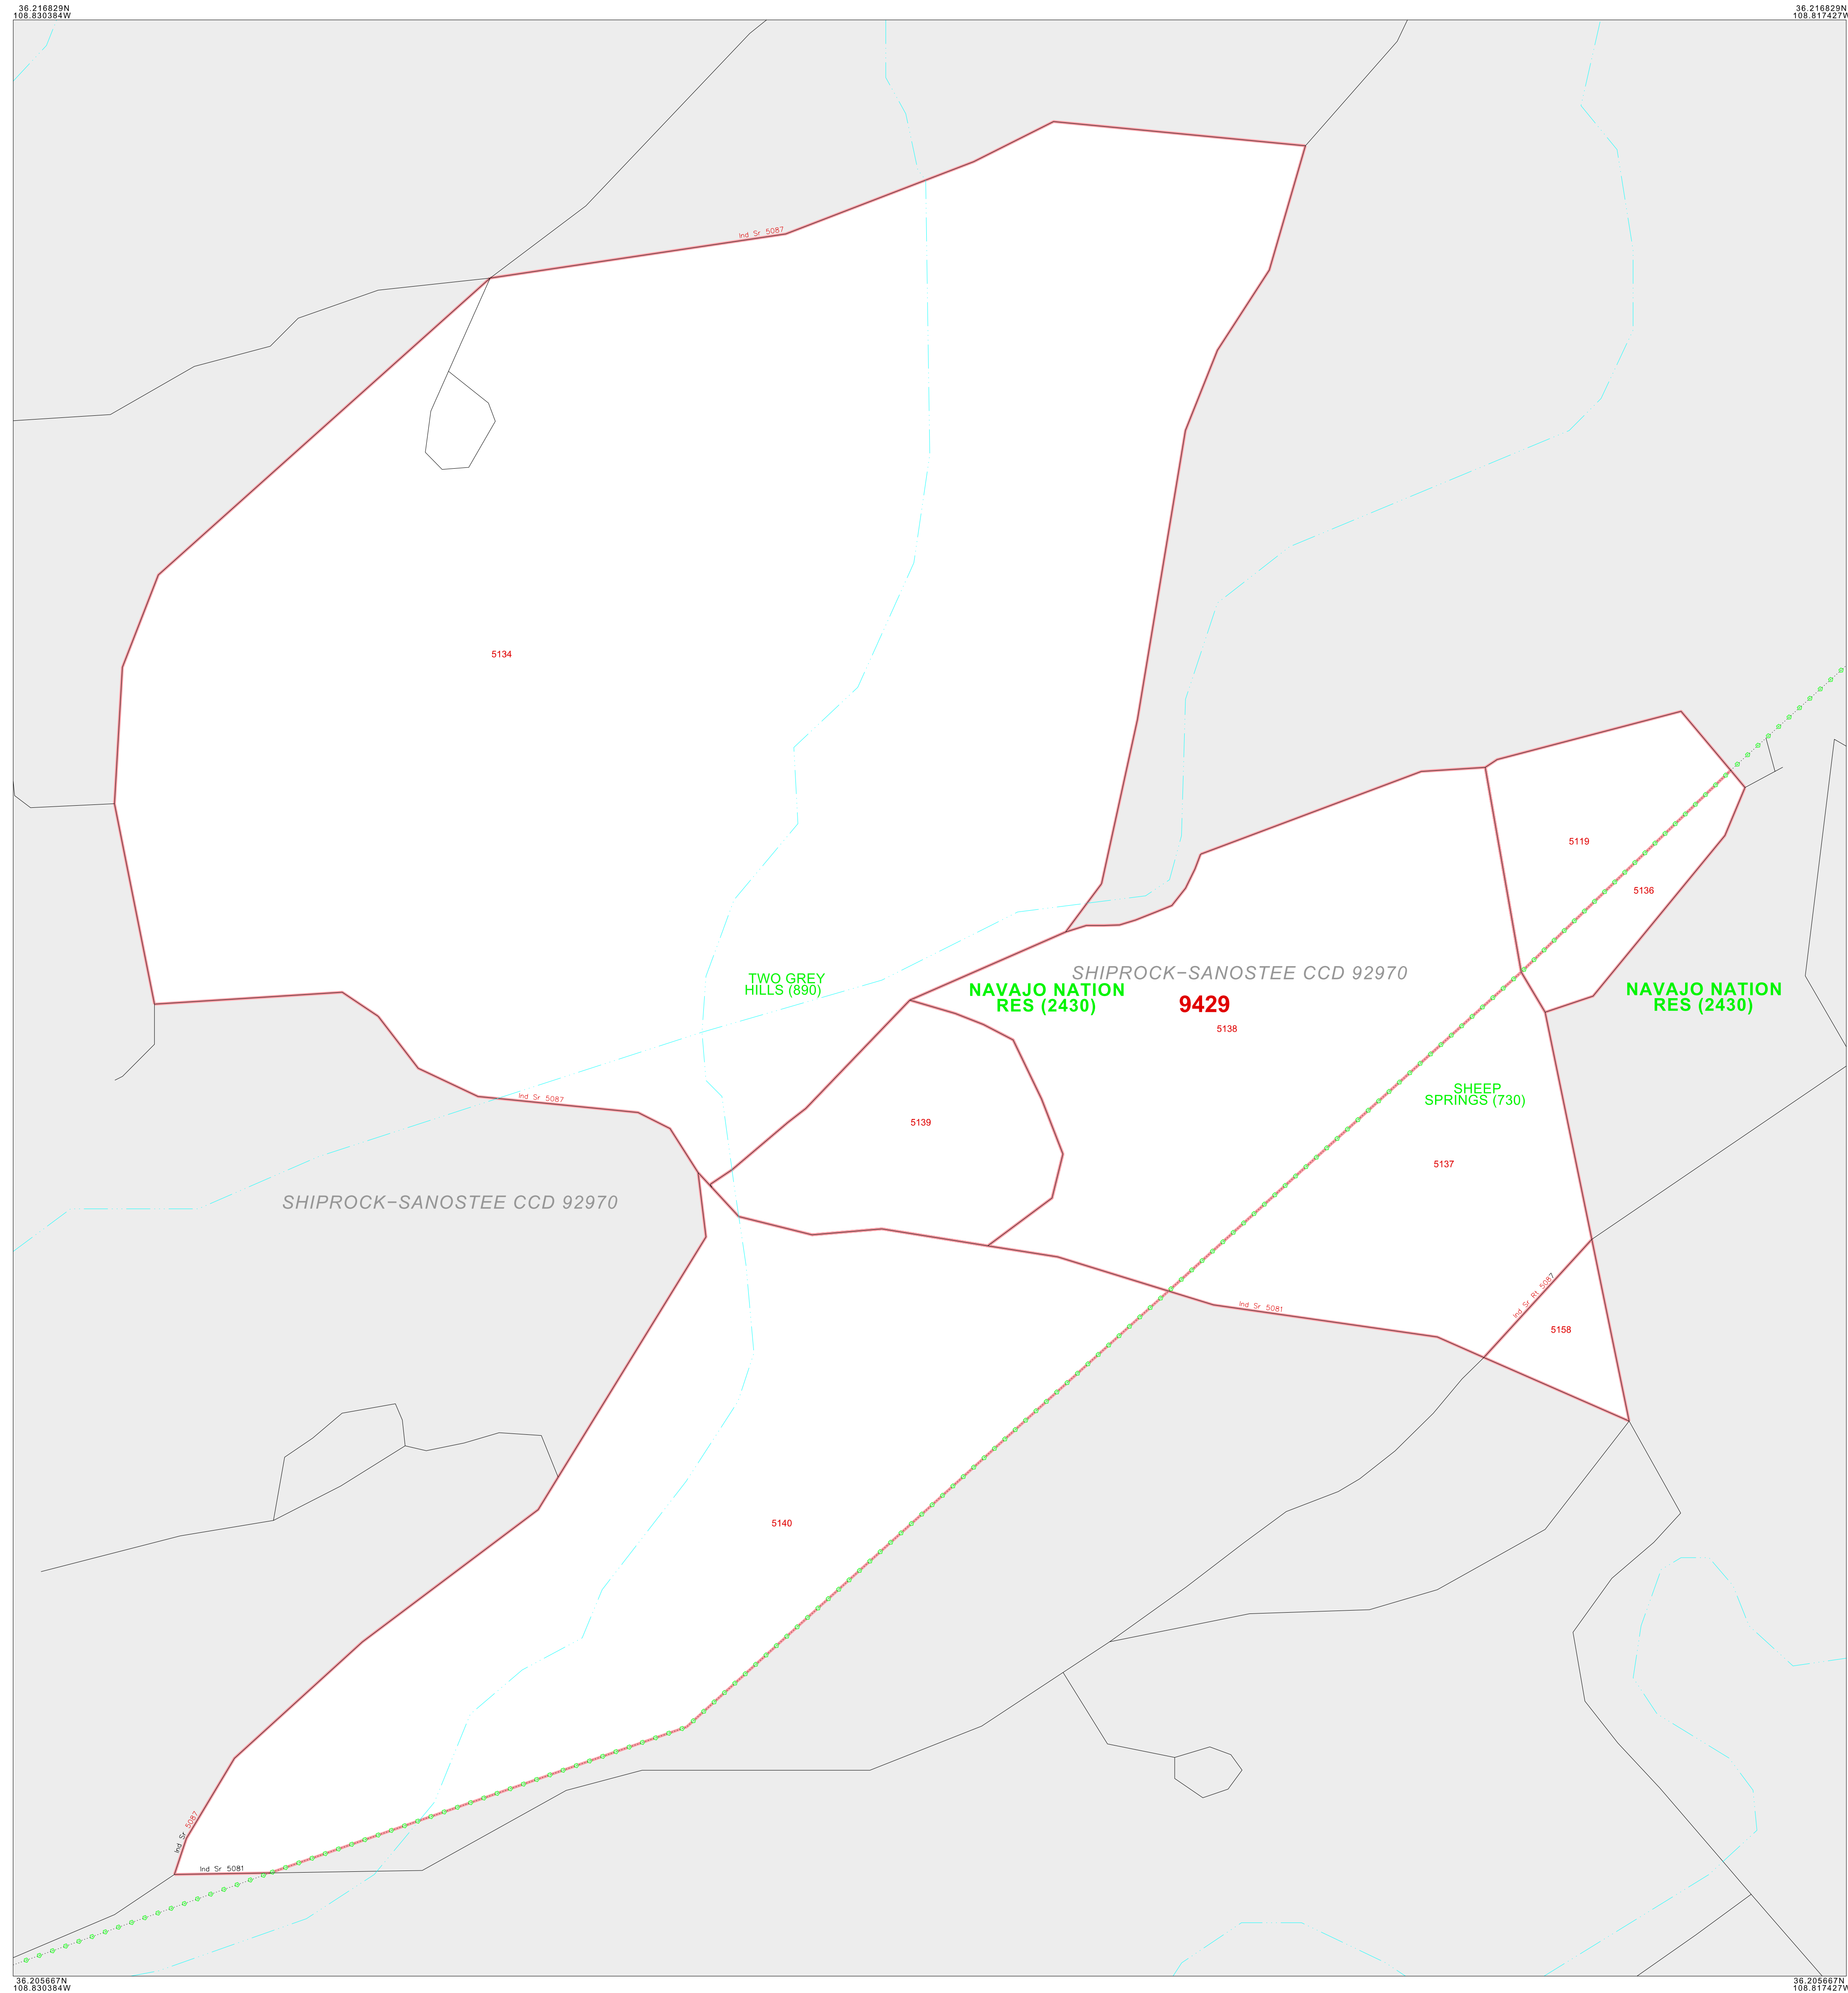 36.216829N
108.830384W
36.216829N
108.817427W
Ind Sr 5087
5134
5119
5136
SHIPROCK−SANOSTEE CCD 92970
TWO GREY
HILLS (890)
NAVAJO NATION
RES (2430)
9429
NAVAJO NATION
RES (2430)
5138
SHEEP
SPRINGS (730)
Ind Sr 5087
5139
5137
SHIPROCK−SANOSTEE CCD 92970
Ind Sr Rt 5087
Ind Sr 5081
5158
5140
Ind Sr 5087
Ind Sr 5081
36.205667N
108.830384W
36.205667N
108.817427W